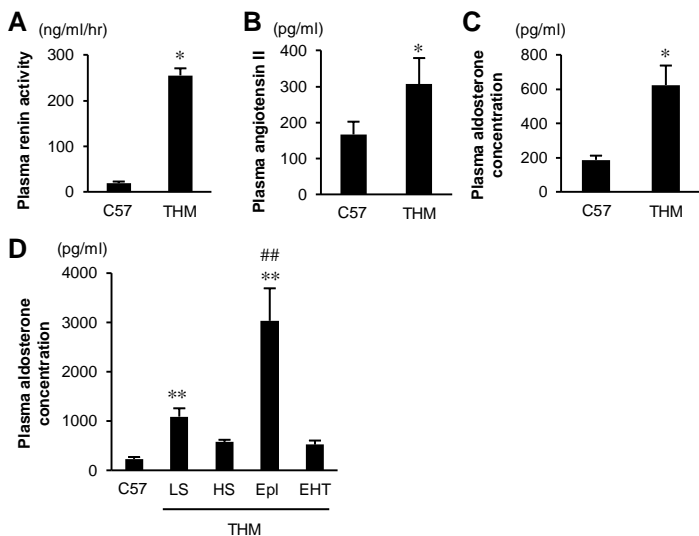 A
(ng/ml/hr)
Plasma renin activity
300
200
100
0
*
C57 THM
B
(pg/ml)
Plasma angiotensin II
400
300
200
100
0
*
C57 THM
C
(pg/ml)
Plasma aldosterone
concentration
800
600
400
200
0
*
C57 THM
D
(pg/ml)
Plasma aldosterone
concentration
4000
3000
2000
1000
0
**
##
**
C57 LS HS Epl EHT
THM